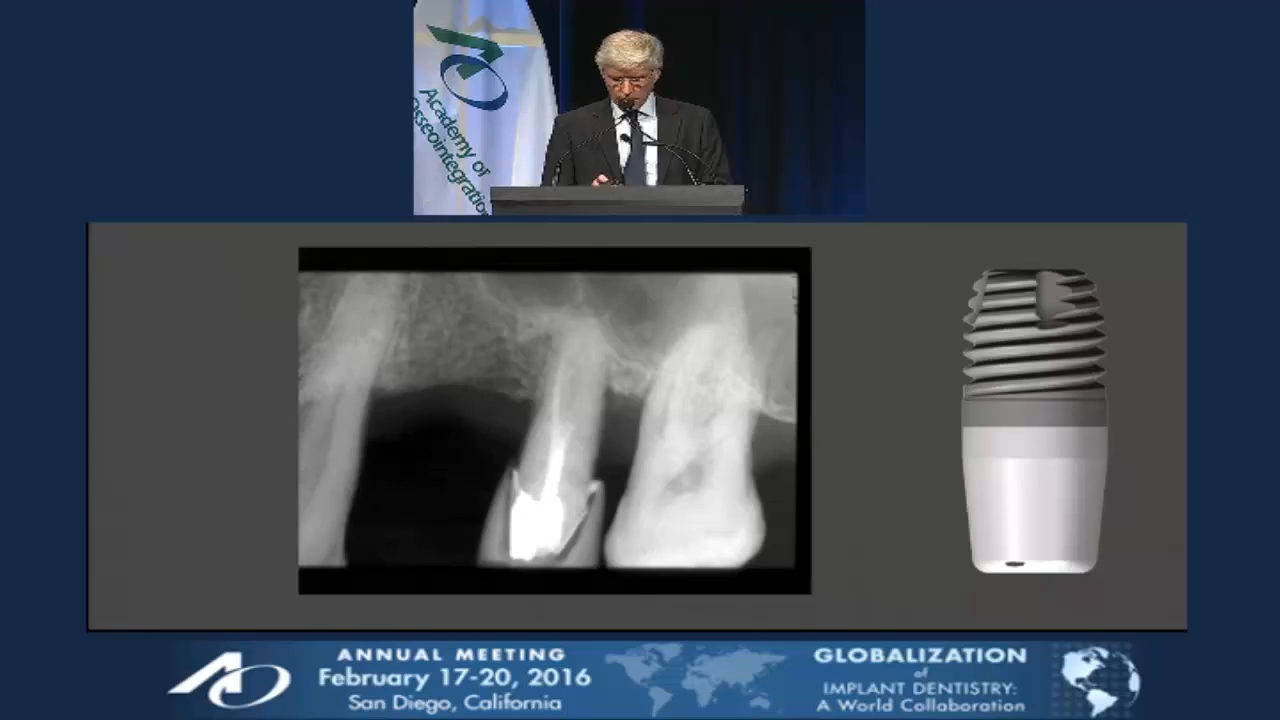 Academy of
Osseointegration
ANNUAL MEETING
February 17-20, 2016
San Diego, California
GLOBALIZATION
of
IMPLANT DENTISTRY:
A World Collaboration